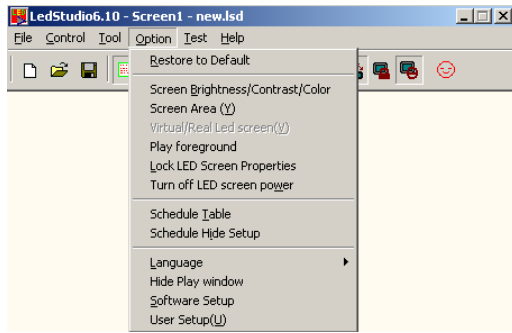 LedStudio6.10 - Screen1 - new.lsd
File Control Tool Option Test Help
Restore to Default
Screen Brightness/Contrast/Color
Screen Area (Y)
Virtual/Real Led screen(V)
Play foreground
Lock LED Screen Properties
Turn off LED screen power
Schedule Table
Schedule Hide Setup
Language
Hide Play window
Software Setup
User Setup(U)